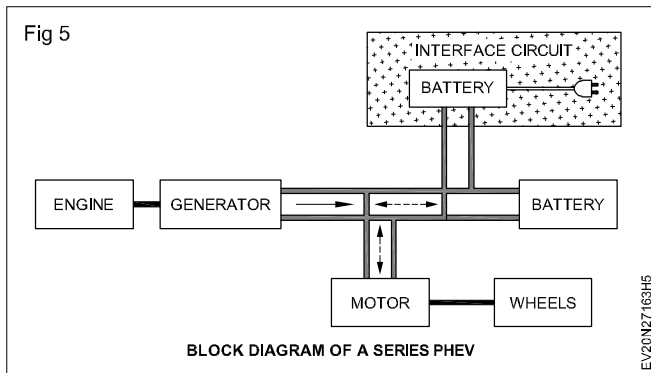 Fig 5
INTERFACE CIRCUIT
BATTERY
ENGINE
GENERATOR
BATTERY
MOTOR
WHEELS
BLOCK DIAGRAM OF A SERIES PHEV
EV20N27163H5